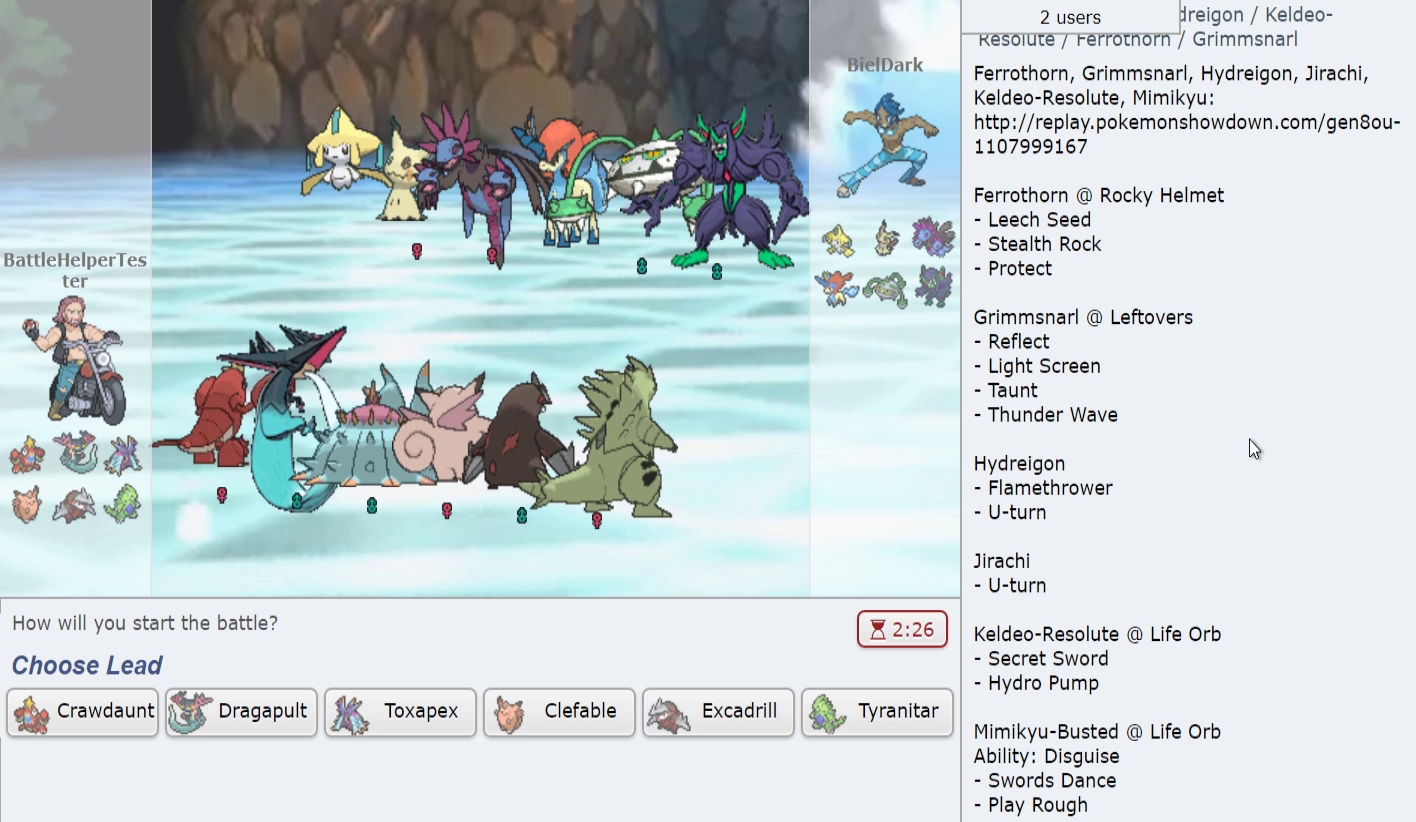 2 users
dreigon / Keldeo-
Resolute / Ferrothorn / Grimmsnarl
Ferrothorn, Grimmsnarl, Hydreigon, Jirachi,
Keldeo-Resolute, Mimikyu:
http://replay.pokemonshowdown.com/gen8ou-
1107999167
Ferrothorn @ Rocky Helmet
- Leech Seed
- Stealth Rock
- Protect
Grimmsnarl @ Leftovers
- Reflect
- Light Screen
- Taunt
- Thunder Wave
Hydreigon
- Flamethrower
- U-turn
Jirachi
- U-turn
Keldeo-Resolute @ Life Orb
- Secret Sword
- Hydro Pump
Mimikyu-Busted @ Life Orb
Ability: Disguise
- Swords Dance
- Play Rough
BielDark
BattleHelperTes
ter
How will you start the battle?
2:26
Choose Lead
Crawdaunt
Dragapult
Toxapex
Clefable
Excadrill
Tyranitar